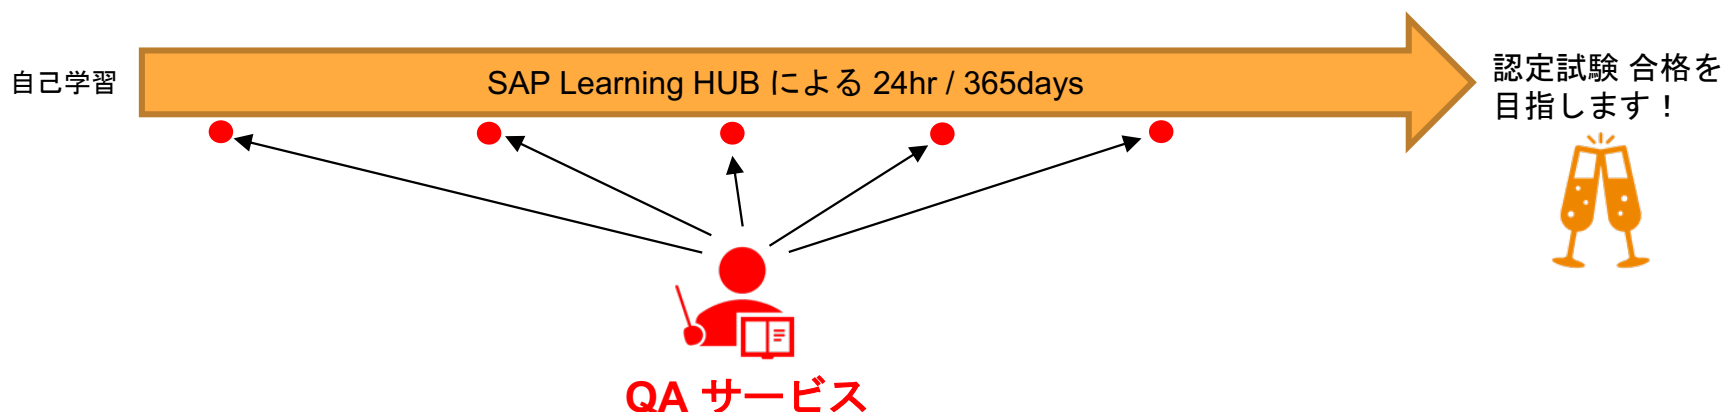 自己学習
SAP Learning HUB による 24hr / 365days
認定試験 合格を
目指します！
QA サービス